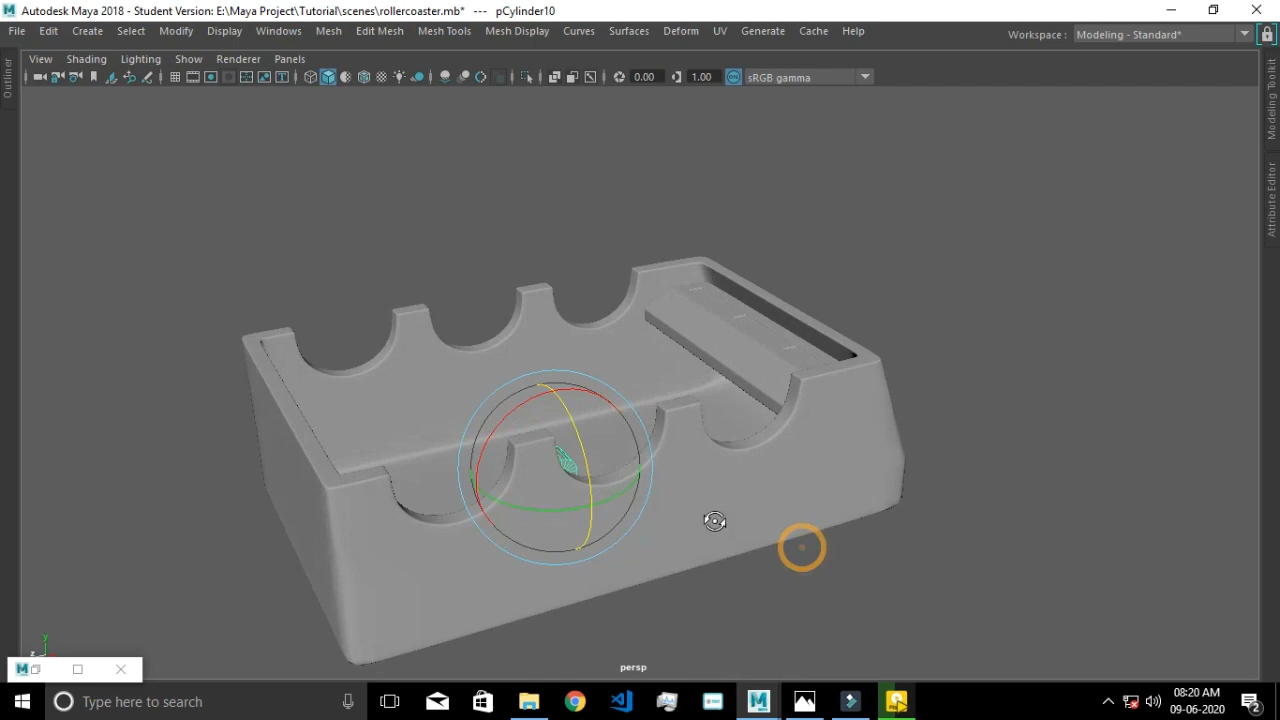 Autodesk Maya 2018 - Student Version: E:\Maya Project\Tutorial\scenes\rollercoaster.mb* --- pCylinder10
File Edit Create Select Modify Display Windows Mesh Edit Mesh Mesh Tools Mesh Display Curves Surfaces Deform UV Generate Cache Help Workspace : Modeling - Standard*
View Shading Lighting Show Renderer Panels
0.00 1.00 ON sRGB gamma
Outliner
Modeling Toolkit
Attribute Editor
y
z
persp
Type here to search
08:20 AM
09-06-2020
2